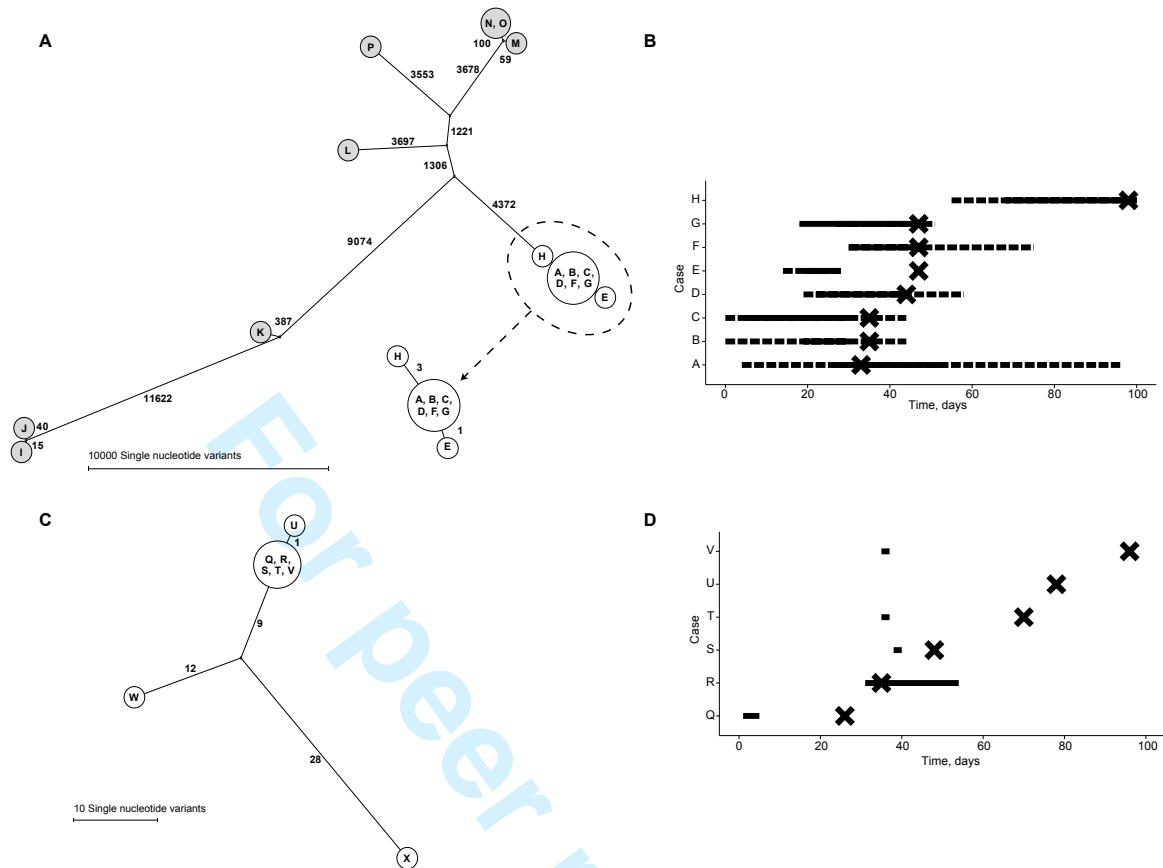 A
N, O
P
100
M
59
3553
3678
1221
L
3697
1306
4372
9074
H
A, B, C,
D, F, G
E
K
387
H
3
A, B, C,
D, F, G
1
E
11622
J
40
I
15
10000 Single nucleotide variants
B
Case
H
G
F
E
D
C
B
A
0
20
40
60
80
100
Time, days
C
U
1
Q, R,
S, T, V
9
12
W
28
X
10 Single nucleotide variants
D
Case
V
U
T
S
R
Q
0
20
40
60
80
100
Time, days
For peer